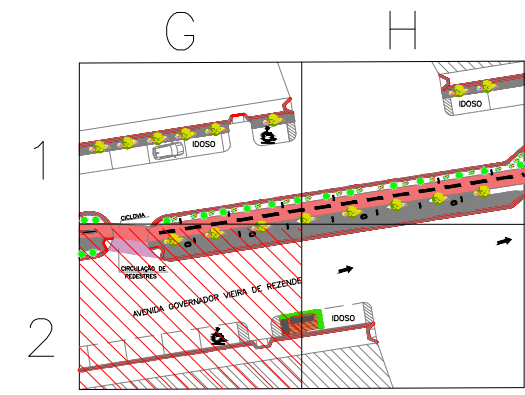 G H
1
IDOSO
IDOSO
CICLOVIA
CIRCULAÇÃO DE
PEDESTRES
AVENIDA GOVERNADOR VIEIRA DE REZENDE
2
IDOSO